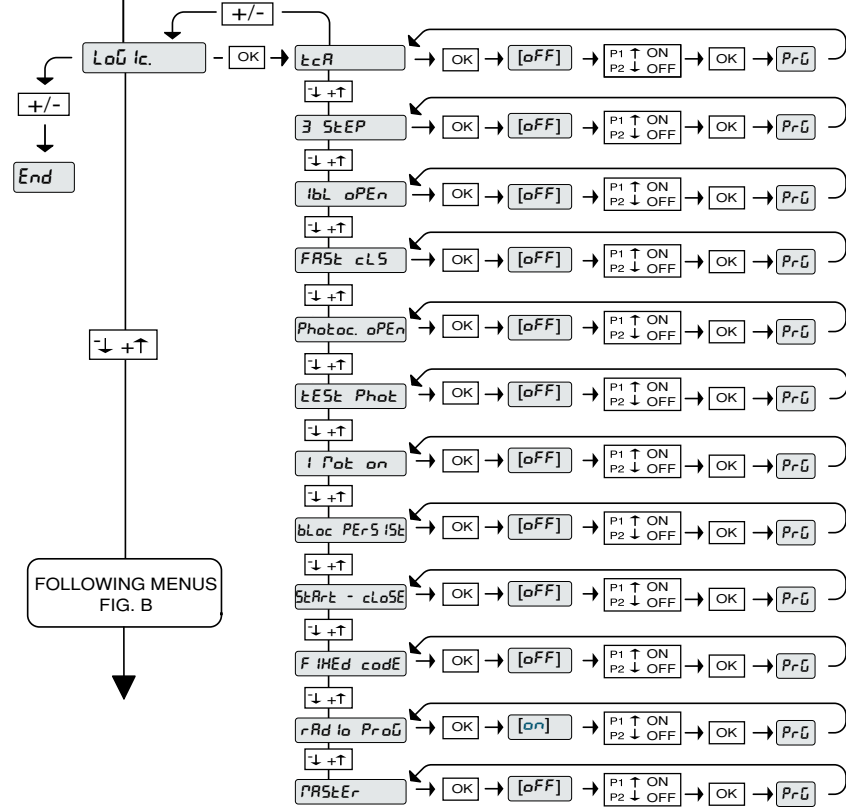 +/-
LoGIc.
OK
tcA
OK
[oFF]
P1 ↑ ON
P2 ↓ OFF
OK
PrG
+/-
-↓ +↑
End
3 StEP
OK
[oFF]
P1 ↑ ON
P2 ↓ OFF
OK
PrG
-↓ +↑
IbL oPEn
OK
[oFF]
P1 ↑ ON
P2 ↓ OFF
OK
PrG
-↓ +↑
FASt cLS
OK
[oFF]
P1 ↑ ON
P2 ↓ OFF
OK
PrG
-↓ +↑
Photoc. oPEn
OK
[oFF]
P1 ↑ ON
P2 ↓ OFF
OK
PrG
-↓ +↑
-↓ +↑
tESt Phot
OK
[oFF]
P1 ↑ ON
P2 ↓ OFF
OK
PrG
-↓ +↑
1 Mot on
OK
[oFF]
P1 ↑ ON
P2 ↓ OFF
OK
PrG
-↓ +↑
bLoc PErSISt
OK
[oFF]
P1 ↑ ON
P2 ↓ OFF
OK
PrG
-↓ +↑
FOLLOWING MENUS
FIG. B
StArt - cLoSE
OK
[oFF]
P1 ↑ ON
P2 ↓ OFF
OK
PrG
-↓ +↑
FIHEd codE
OK
[oFF]
P1 ↑ ON
P2 ↓ OFF
OK
PrG
-↓ +↑
rAdIo ProG
OK
[on]
P1 ↑ ON
P2 ↓ OFF
OK
PrG
-↓ +↑
MAStEr
OK
[oFF]
P1 ↑ ON
P2 ↓ OFF
OK
PrG